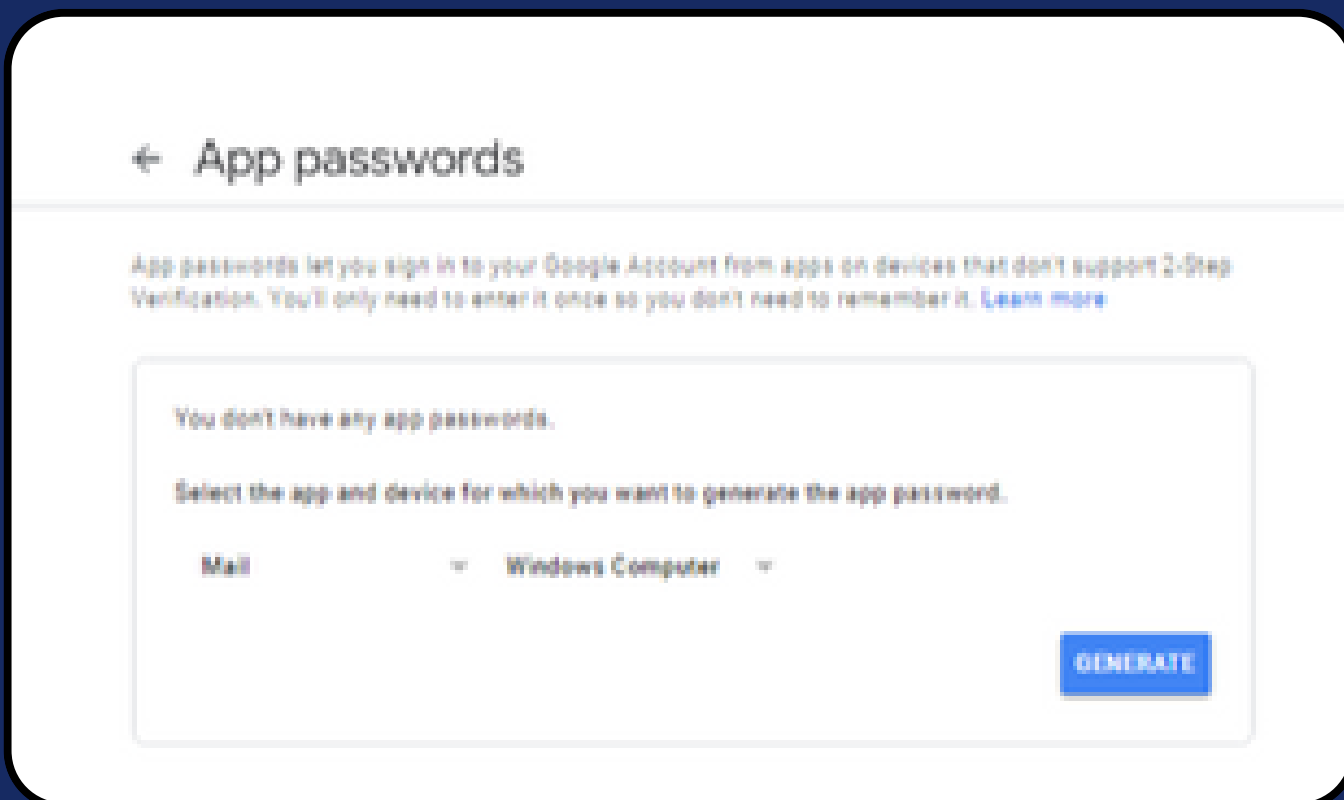 App passwords
App passwords let you sign in to your Google Account from apps on devices that don't support 2-Step
Verification. You'll only need to enter it once so you don't need to remember it. Learn more
You don't have any app passwords.
Select the app and device for which you want to generate the app password.
Mail Windows Computer
GENERATE